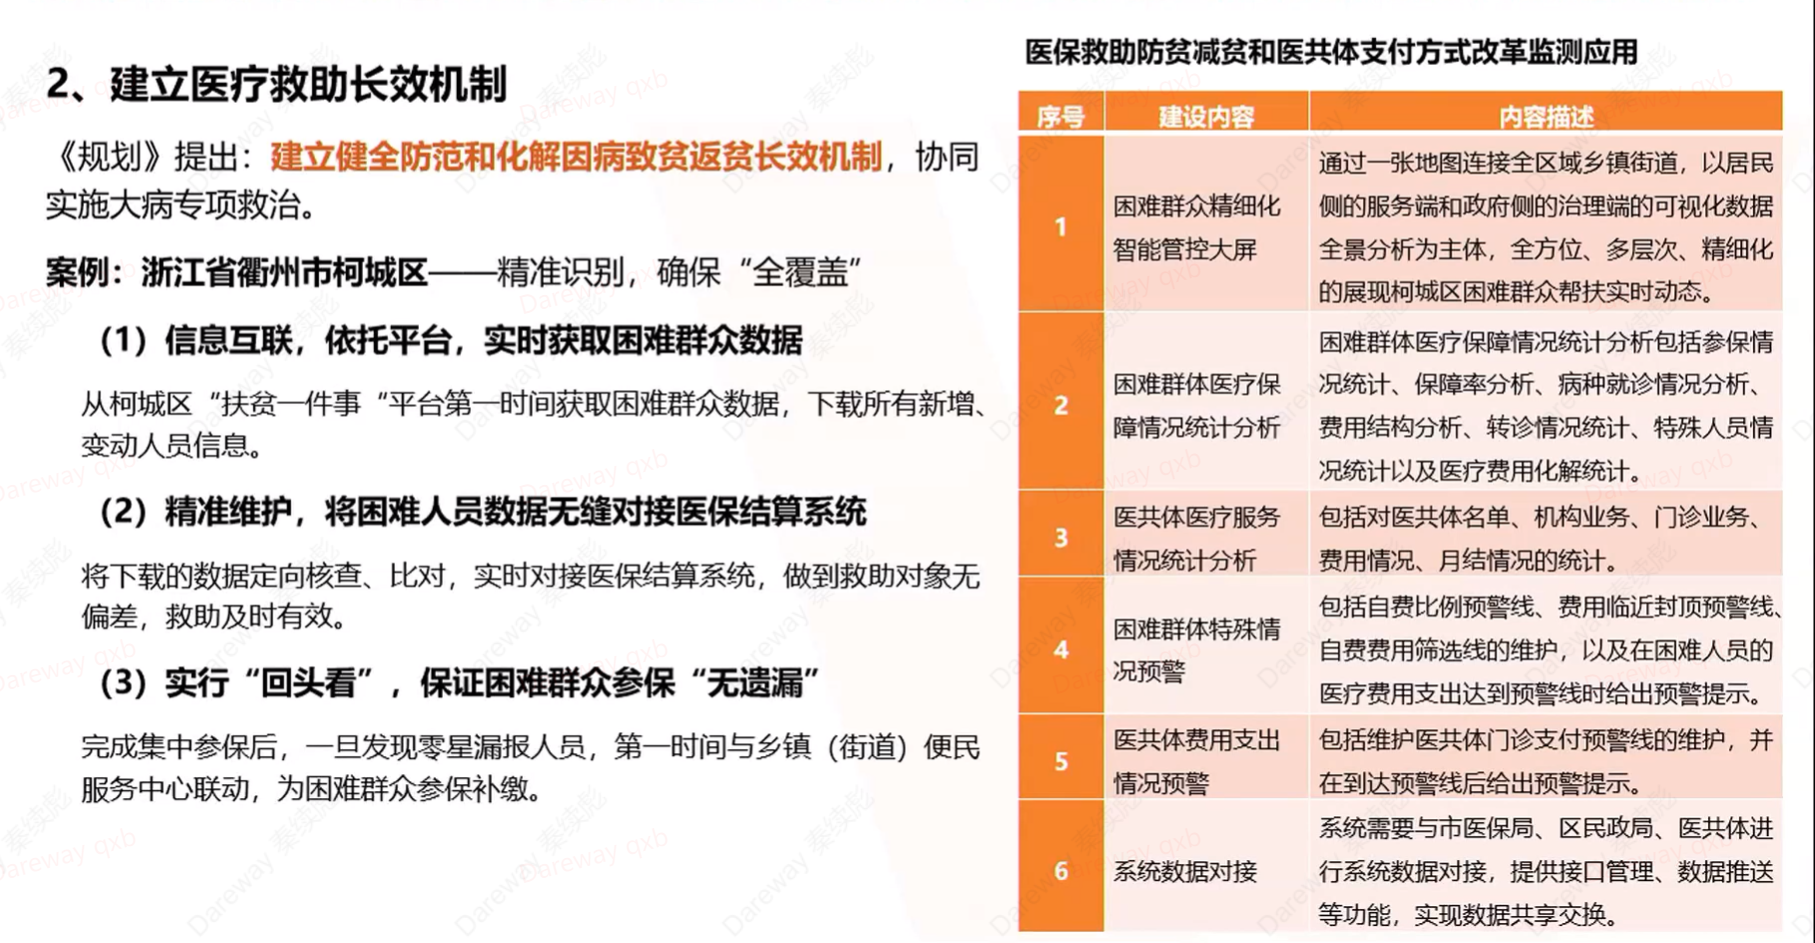 2、建立医疗救助长效机制
《规划》提出：建立健全防范和化解因病致贫返贫长效机制，协同
实施大病专项救治。
案例：浙江省衢州市柯城区——精准识别，确保“全覆盖”
（1）信息互联，依托平台，实时获取困难群众数据
从柯城区“扶贫一件事“平台第一时间获取困难群众数据，下载所有新增、
变动人员信息。
（2）精准维护，将困难人员数据无缝对接医保结算系统
将下载的数据定向核查、比对，实时对接医保结算系统，做到救助对象无
偏差，救助及时有效。
（3）实行“回头看”，保证困难群众参保“无遗漏”
完成集中参保后，一旦发现零星漏报人员，第一时间与乡镇（街道）便民
服务中心联动，为困难群众参保补缴。
医保救助防贫减贫和医共体支付方式改革监测应用
序号 建设内容 内容描述
1
困难群众精细化
智能管控大屏
通过一张地图连接全区域乡镇街道，以居民
侧的服务端和政府侧的治理端的可视化数据
全景分析为主体，全方位、多层次、精细化
的展现柯城区困难群众帮扶实时动态。
2
困难群体医疗保
障情况统计分析
困难群体医疗保障情况统计分析包括参保情
况统计、保障率分析、病种就诊情况分析、
费用结构分析、转诊情况统计、特殊人员情
况统计以及医疗费用化解统计。
3
医共体医疗服务
情况统计分析
包括对医共体名单、机构业务、门诊业务、
费用情况、月结情况的统计。
4
困难群体特殊情
况预警
包括自费比例预警线、费用临近封顶预警线、
自费费用筛选线的维护，以及在困难人员的
医疗费用支出达到预警线时给出预警提示。
5
医共体费用支出
情况预警
包括维护医共体门诊支付预警线的维护，并
在到达预警线后给出预警提示。
6
系统数据对接
系统需要与市医保局、区民政局、医共体进
行系统数据对接，提供接口管理、数据推送
等功能，实现数据共享交换。
Dareway 秦续彪
Dareway qxb